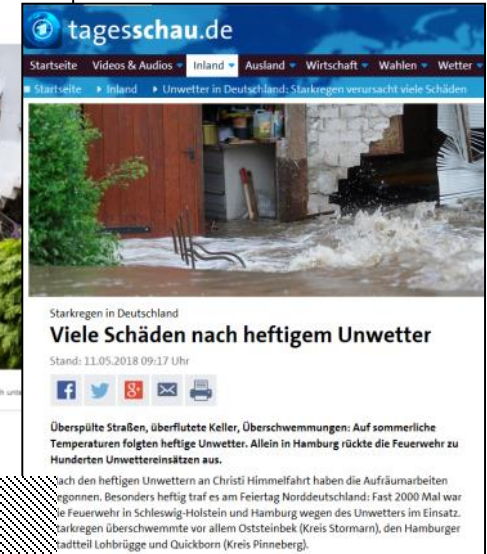 tagesschau.de
Startseite Videos & Audios Inland Ausland Wirtschaft Wahlen Wetter
Startseite Inland Unwetter in Deutschland: Starkregen verursacht viele Schäden
Starkregen in Deutschland
Viele Schäden nach heftigem Unwetter
Stand: 11.05.2018 09:17 Uhr
Überspülte Straßen, überflutete Keller, Überschwemmungen: Auf sommerliche
Temperaturen folgten heftige Unwetter. Allein in Hamburg rückte die Feuerwehr zu
Hunderten Unwettereinsätzen aus.
ach den heftigen Unwettern an Christi Himmelfahrt haben die Aufräumarbeiten
egonnen. Besonders heftig traf es am Feiertag Norddeutschland: Fast 2000 Mal war
ie Feuerwehr in Schleswig-Holstein und Hamburg wegen des Unwetters im Einsatz.
tarkregen überschwemmte vor allem Oststeinbek (Kreis Stormarn), den Hamburger
tadtteil Lohbrügge und Quickborn (Kreis Pinneberg).